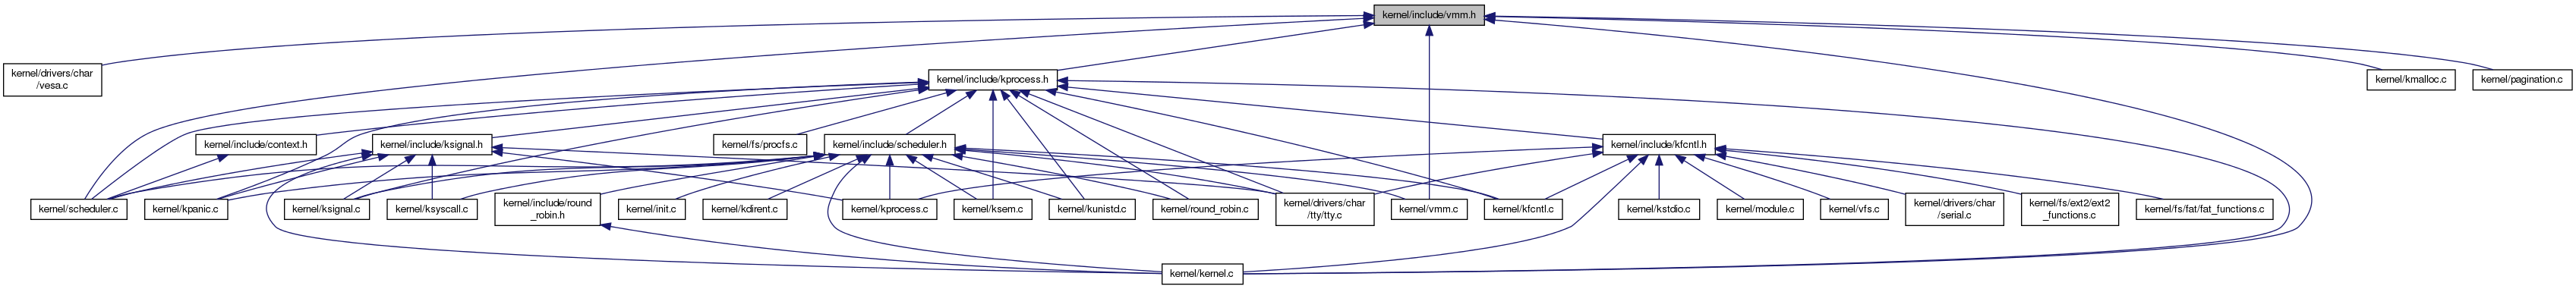 kernel/include/vmm.h
kernel/drivers/char
/vesa.c
kernel/include/kprocess.h
kernel/kmalloc.c
kernel/pagination.c
kernel/include/context.h
kernel/include/ksignal.h
kernel/fs/procfs.c
kernel/include/scheduler.h
kernel/include/kfcntl.h
kernel/scheduler.c
kernel/kpanic.c
kernel/ksignal.c
kernel/ksyscall.c
kernel/include/round
_robin.h
kernel/init.c
kernel/kdirent.c
kernel/kprocess.c
kernel/ksem.c
kernel/kunistd.c
kernel/round_robin.c
kernel/drivers/char
/tty/tty.c
kernel/vmm.c
kernel/kfcntl.c
kernel/kstdio.c
kernel/module.c
kernel/vfs.c
kernel/drivers/char
/serial.c
kernel/fs/ext2/ext2
_functions.c
kernel/fs/fat/fat_functions.c
kernel/kernel.c